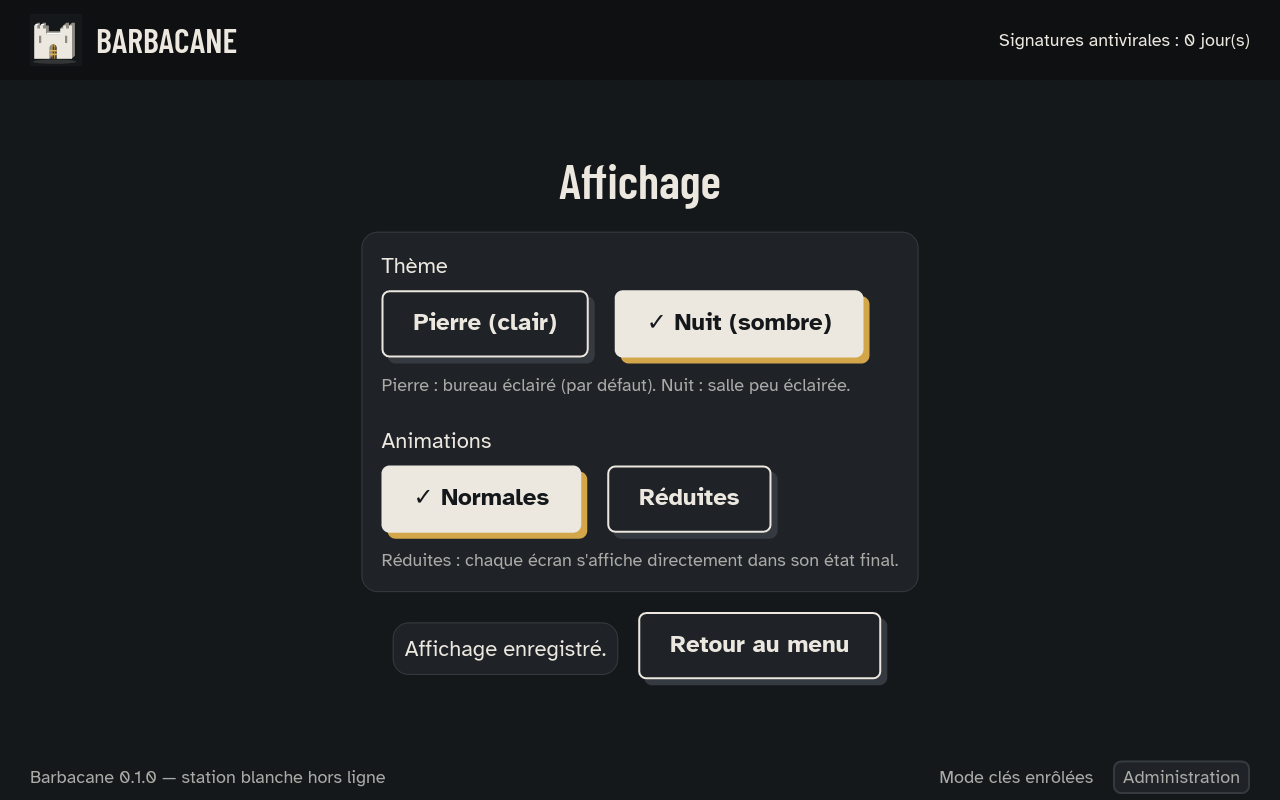 BARBACANE
Signatures antivirales : 0 jour(s)
Affichage
Thème
Pierre (clair)
✓ Nuit (sombre)
Pierre : bureau éclairé (par défaut). Nuit : salle peu éclairée.
Animations
✓ Normales
Réduites
Réduites : chaque écran s'affiche directement dans son état final.
Affichage enregistré.
Retour au menu
Barbacane 0.1.0 — station blanche hors ligne
Mode clés enrôlées
Administration